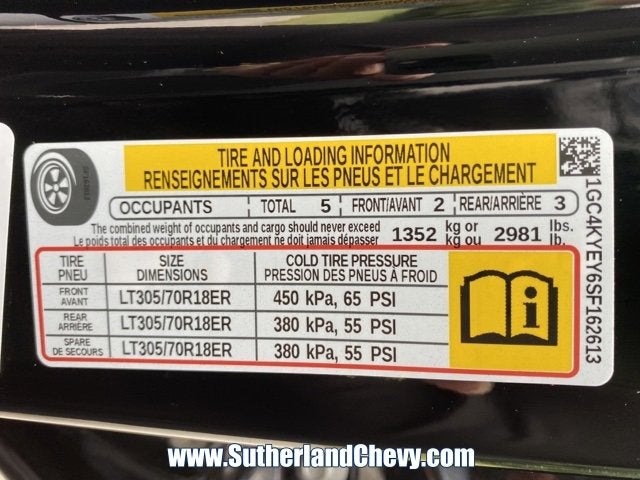 TIRE AND LOADING INFORMATION
RENSEIGNEMENTS SUR LES PNEUS ET LE CHARGEMENT
OCCUPANTS TOTAL 5 FRONT/AVANT 2 REAR/ARRIÈRE 3
The combined weight of occupants and cargo should never exceed 1352 kg or 2981 lbs.
Le poids total des occupants et du chargement ne doit jamais dépasser kg ou lb.
TIRE SIZE COLD TIRE PRESSURE
PNEU DIMENSIONS PRESSION DES PNEUS À FROID
FRONT
AVANT LT305/70R18ER 450 kPa, 65 PSI
REAR
ARRIÈRE LT305/70R18ER 380 kPa, 55 PSI
SPARE
DE SECOURS LT305/70R18ER 380 kPa, 55 PSI
1GC4KYEY6SF162613
www.SutherlandChevy.com